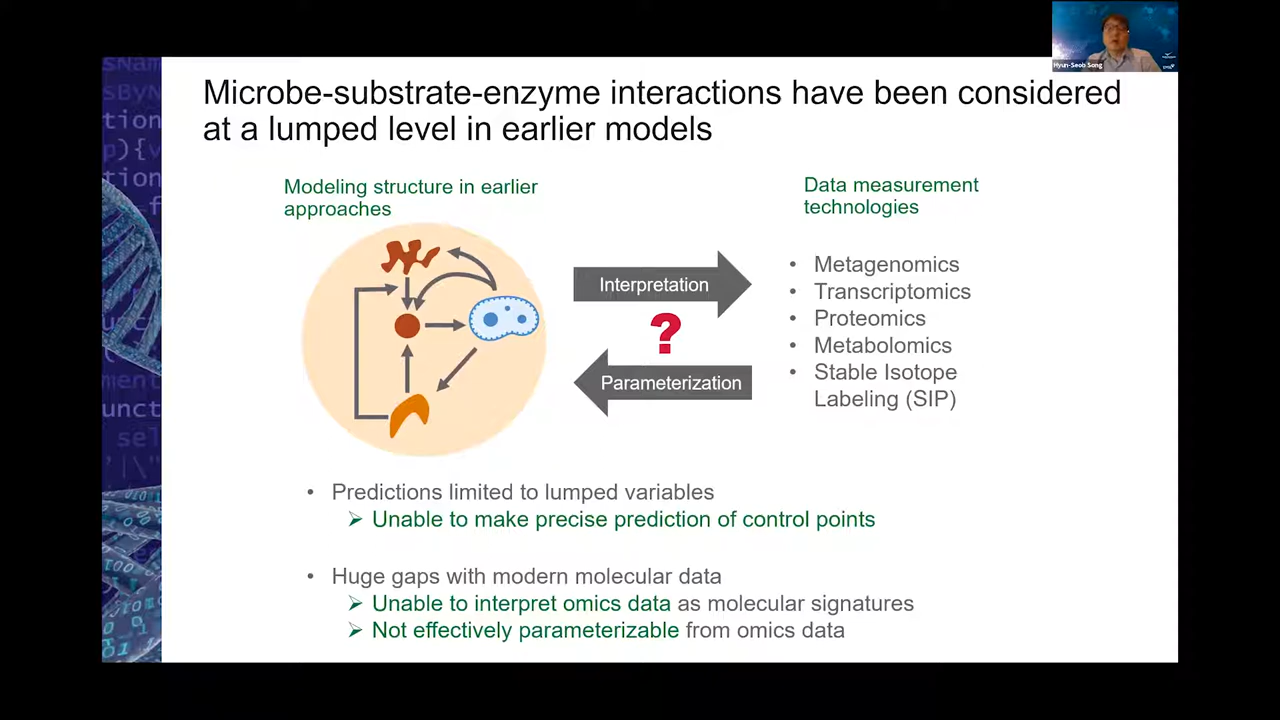 Hyun-Seob Song
Microbe-substrate-enzyme interactions have been considered
at a lumped level in earlier models
Modeling structure in earlier
approaches
Data measurement
technologies
Interpretation
?
Parameterization
• Metagenomics
• Transcriptomics
• Proteomics
• Metabolomics
• Stable Isotope
Labeling (SIP)
• Predictions limited to lumped variables
➢ Unable to make precise prediction of control points
• Huge gaps with modern molecular data
➢ Unable to interpret omics data as molecular signatures
➢ Not effectively parameterizable from omics data